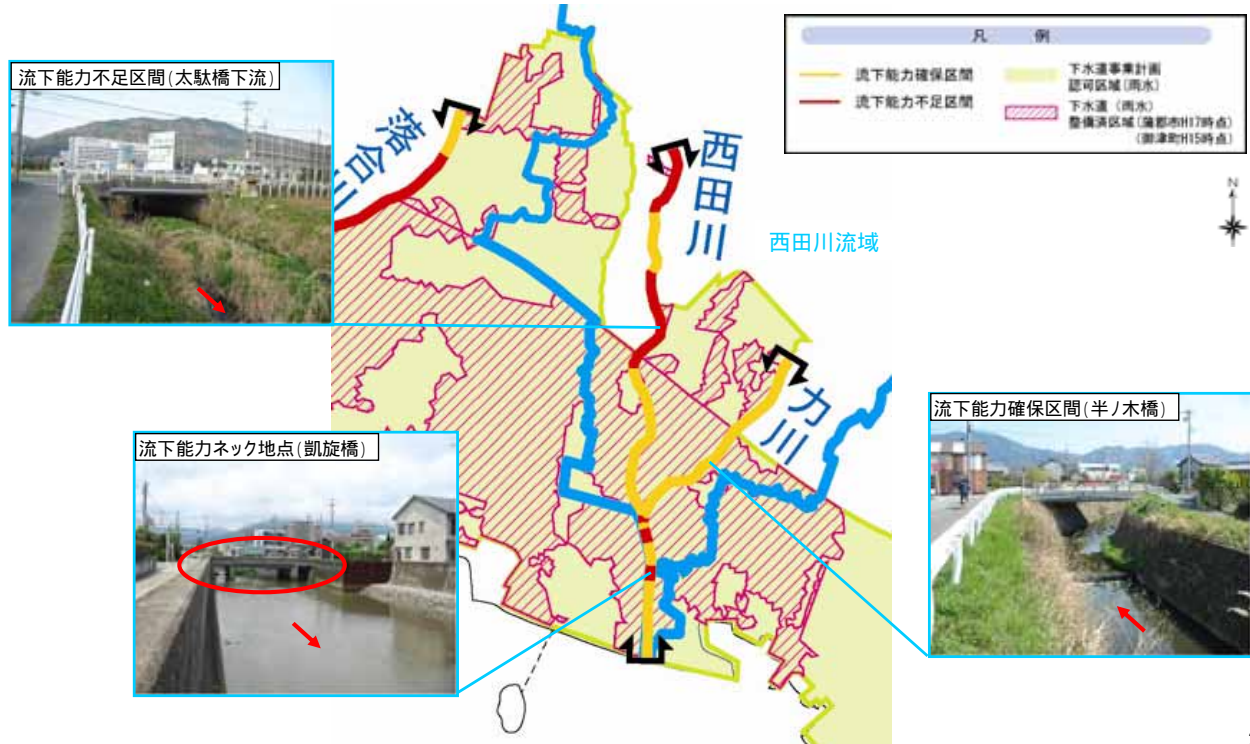 流下能力不足区間(太駄橋下流)
落合川
西田川
西田川流域
力川
凡　例
流下能力確保区間
流下能力不足区間
下水道事業計画
認可区域(雨水)
下水道(雨水)
整備済区域(蒲郡市H17時点)
(御津町H15時点)
N
流下能力ネック地点(凱旋橋)
流下能力確保区間(半ノ木橋)